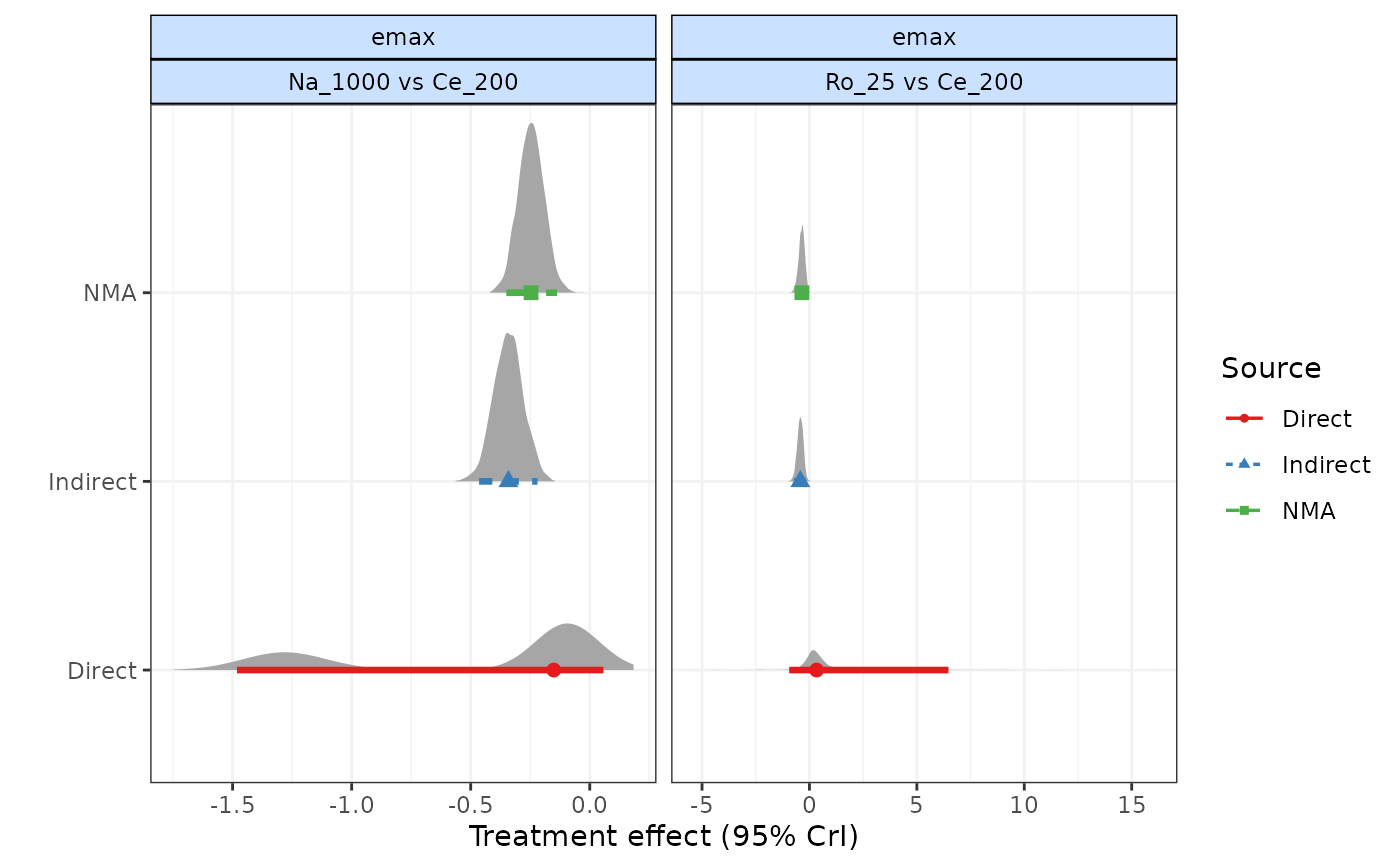 emax
emax
Na_1000 vs Ce_200
Ro_25 vs Ce_200
NMA
Indirect
Direct
-1.5 -1.0 -0.5 0.0
-5 0 5 10 15
Treatment effect (95% CrI)
Source
Direct
Indirect
NMA